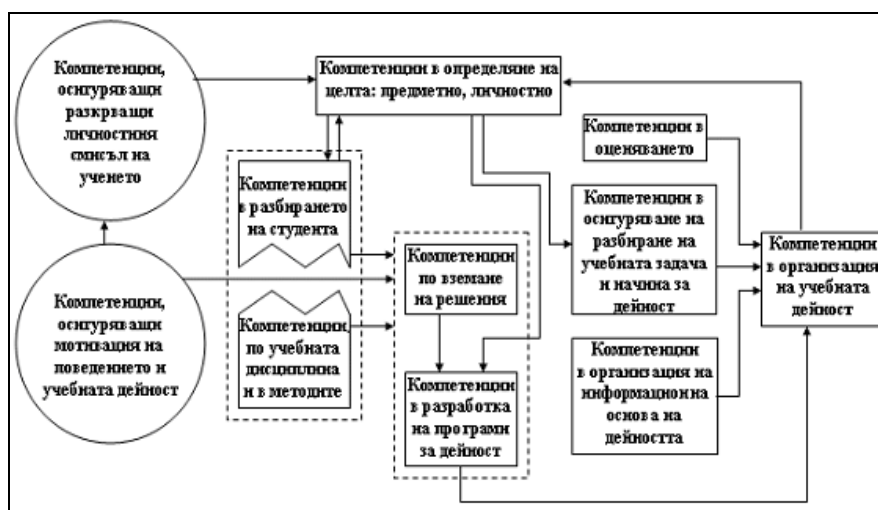 Компетенции,
осигуряващи
разкрващи
личностния
смисъл на
ученето
Компетенции в определяне на
целта: предметно, личностно
Компетенции в
оценяването
Компетенции
в разбирането
на студента
Компетенции в
осигуряване на
разбиране на
учебната задача
и начина за
дейност
Компетенции
в организация
на учебната
дейност
Компетенции
по вземане
на решения
Компетенции,
осигуряващи
мотивация на
поведението и
учебната дейност
Компетенции,
по учебната
дисциплина
и в методите
Компетенции
в организация на
информационна
основа на
дейността
Компетенции
в разработка
на програми
за дейност